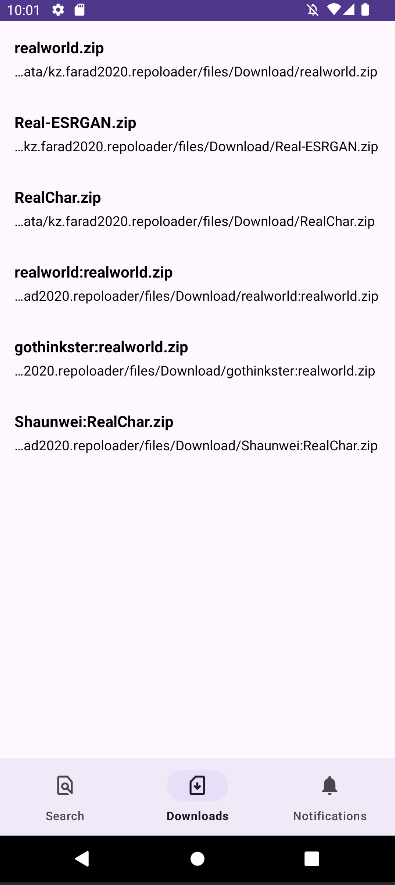 10:01
realworld.zip
...ata/kz.farad2020.repoloader/files/Download/realworld.zip
Real-ESRGAN.zip
...kz.farad2020.repoloader/files/Download/Real-ESRGAN.zip
RealChar.zip
...ata/kz.farad2020.repoloader/files/Download/RealChar.zip
realworld:realworld.zip
...ad2020.repoloader/files/Download/realworld:realworld.zip
gothinkster:realworld.zip
...2020.repoloader/files/Download/gothinkster:realworld.zip
Shaunwei:RealChar.zip
...ad2020.repoloader/files/Download/Shaunwei:RealChar.zip
Search
Downloads
Notifications